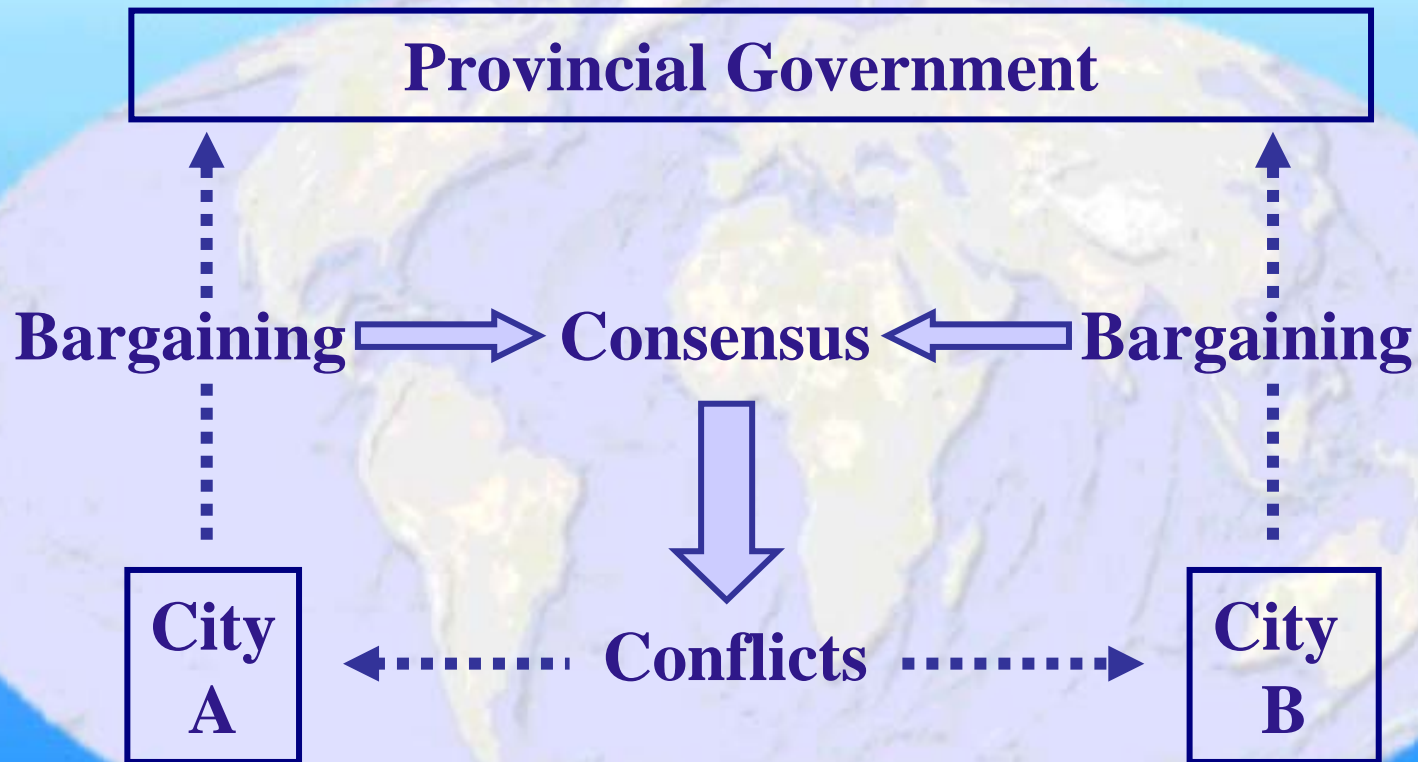 Provincial Government
Bargaining Consensus Bargaining
City
A
Conflicts
City
B